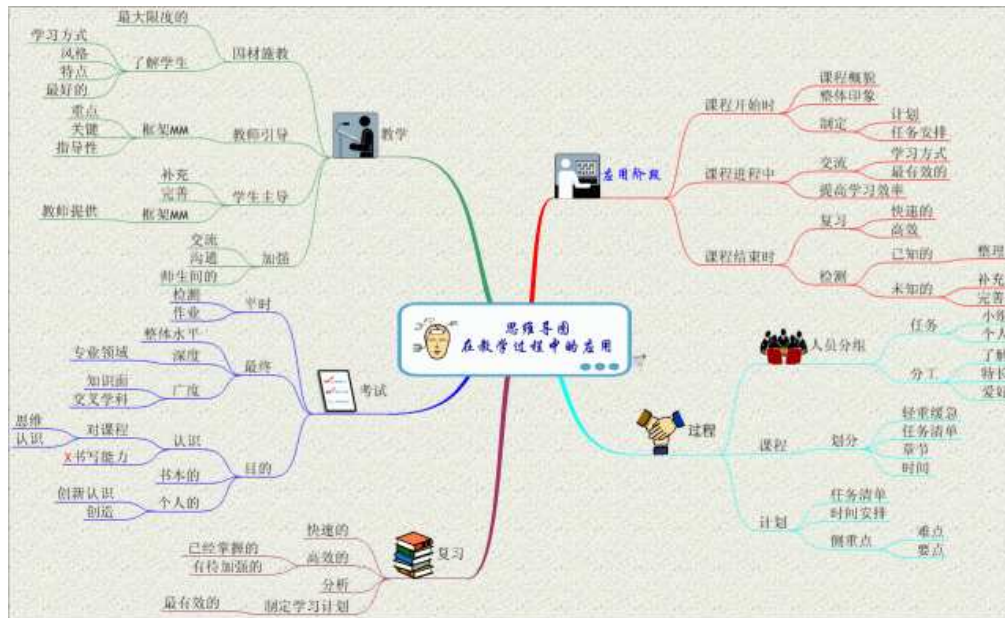 思维导图
在教学过程中的应用
教学
因材施教
最大限度的
了解学生
学习方式
风格
特点
最好的
教师引导
框架MM
重点
关键
指导性
学生主导
补充
完善
框架MM
教师提供
加强
交流
沟通
师生间的
应用阶段
课程开始时
课程概貌
整体印象
制定
计划
任务安排
课程进程中
交流
学习方式
最有效的
提高学习效率
课程结束时
复习
快速的
高效
检测
已知的
整理
未知的
补充
完善
考试
平时
检测
作业
最终
整体水平
深度
专业领域
广度
知识面
交叉学科
目的
认识
对课程
思维
认识
X书写能力
书本的
个人的
创新认识
创造
过程
人员分组
任务
小组
个人
分工
了解
特长
爱好
课程
划分
轻重缓急
任务清单
章节
时间
计划
任务清单
时间安排
侧重点
难点
要点
复习
快速的
高效的
已经掌握的
有待加强的
分析
制定学习计划
最有效的